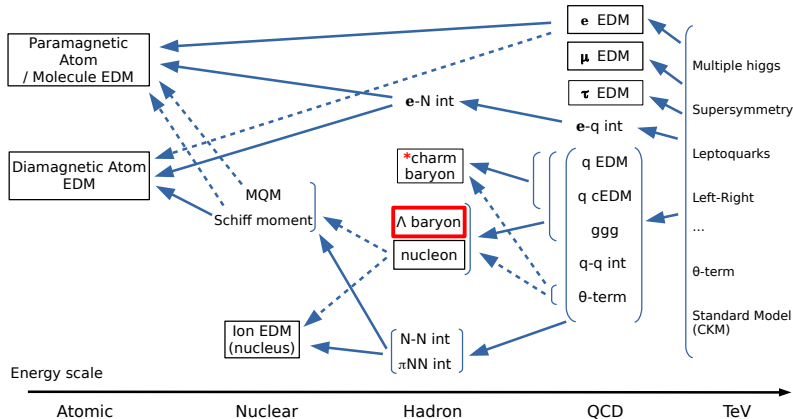 Paramagnetic
Atom
/ Molecule EDM
Diamagnetic Atom
EDM
MQM
Schiff moment
Ion EDM
(nucleus)
e-N int
*charm
baryon
Λ baryon
nucleon
N-N int
πNN int
e EDM
μ EDM
τ EDM
e-q int
q EDM
q cEDM
ggg
q-q int
θ-term
Multiple higgs
Supersymmetry
Leptoquarks
Left-Right
...
θ-term
Standard Model
(CKM)
Energy scale
Atomic
Nuclear
Hadron
QCD
TeV